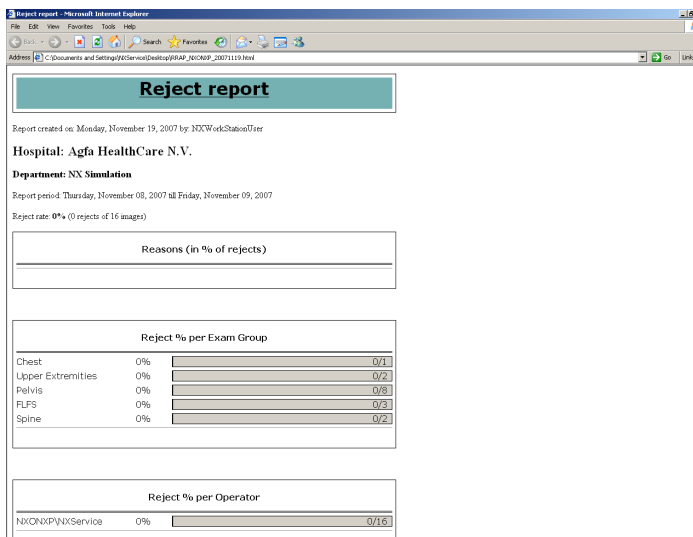 Reject report - Microsoft Internet Explorer
File Edit View Favorites Tools Help
Back Search Favorites
Address C:\Documents and Settings\NXService\Desktop\RRAP_NXONXP_20071119.html Go Link
Reject report
Report created on: Monday, November 19, 2007 by: NXWorkStationUser
Hospital: Agfa HealthCare N.V.
Department: NX Simulation
Report period: Thursday, November 08, 2007 till Friday, November 09, 2007
Reject rate: 0% (0 rejects of 16 images)
Reasons (in % of rejects)
Reject % per Exam Group
Chest 0% 0/1
Upper Extremities 0% 0/2
Pelvis 0% 0/8
FLFS 0% 0/3
Spine 0% 0/2
Reject % per Operator
NXONXP\NXService 0% 0/16